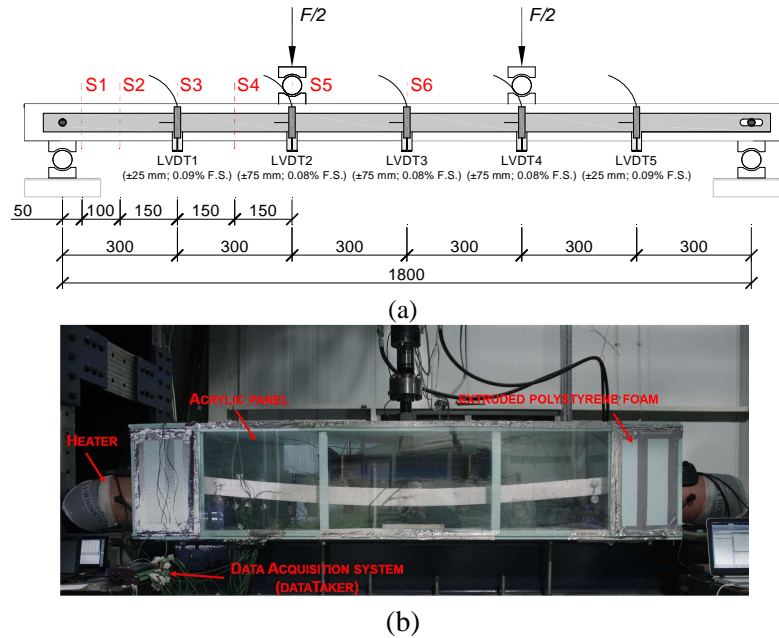 F/2 F/2
S1 S2 S3 S4 S5 S6
LVDT1 LVDT2 LVDT3 LVDT4 LVDT5
(±25 mm; 0.09% F.S.) (±75 mm; 0.08% F.S.) (±75 mm; 0.08% F.S.) (±75 mm; 0.08% F.S.) (±25 mm; 0.09% F.S.)
50 100 150 150 150
300 300 300 300 300 300
1800
(a)
ACRYLIC PANEL
EXTRUDED POLYSTYRENE FOAM
HEATER
DATA ACQUISITION SYSTEM
(DATATAKER)
(b)